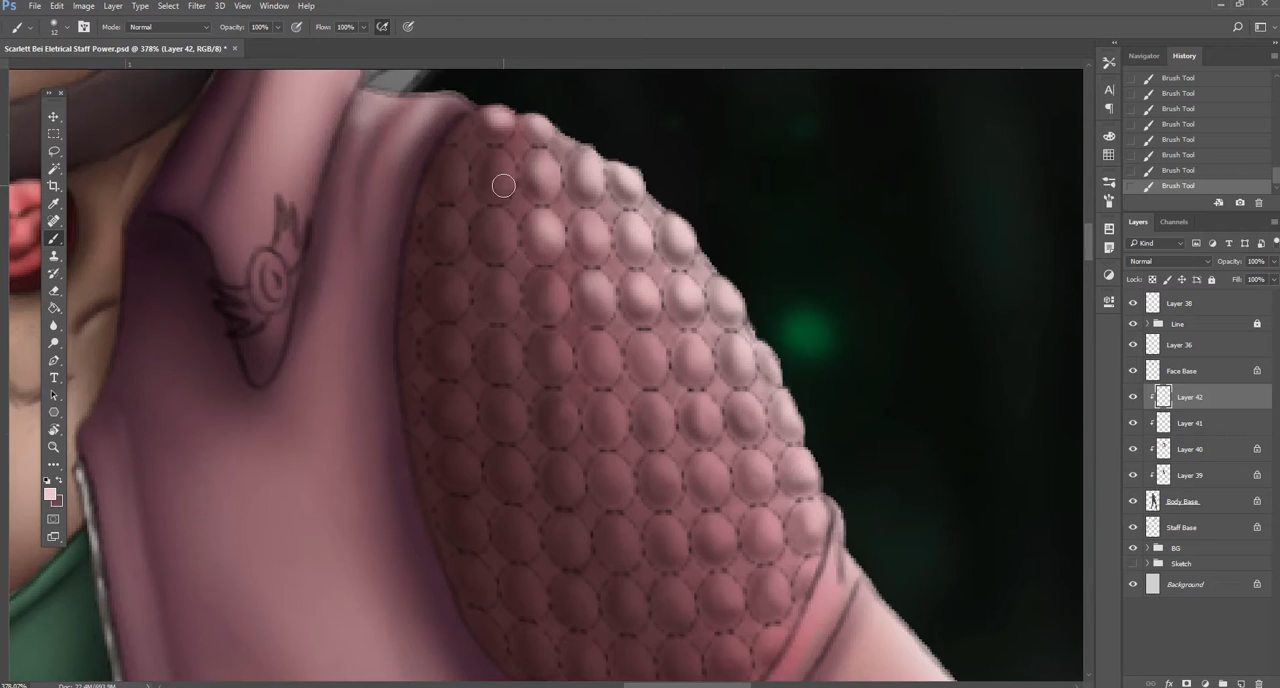 Ps File Edit Image Layer Type Select Filter 3D View Window Help
12 Mode: Normal Opacity: 100% Flow: 100%
Scarlett Bei Eletrical Staff Power.psd @ 378% (Layer 42, RGB/8) * ×
1
Navigator History
Brush Tool
Brush Tool
Brush Tool
Brush Tool
Brush Tool
Brush Tool
Brush Tool
Brush Tool
Layers Channels
Kind
Normal Opacity: 100%
Lock: Fill: 100%
Layer 38
Line
Layer 36
Face Base
Layer 42
Layer 41
Layer 40
Layer 39
Body Base
Staff Base
BG
Sketch
Background